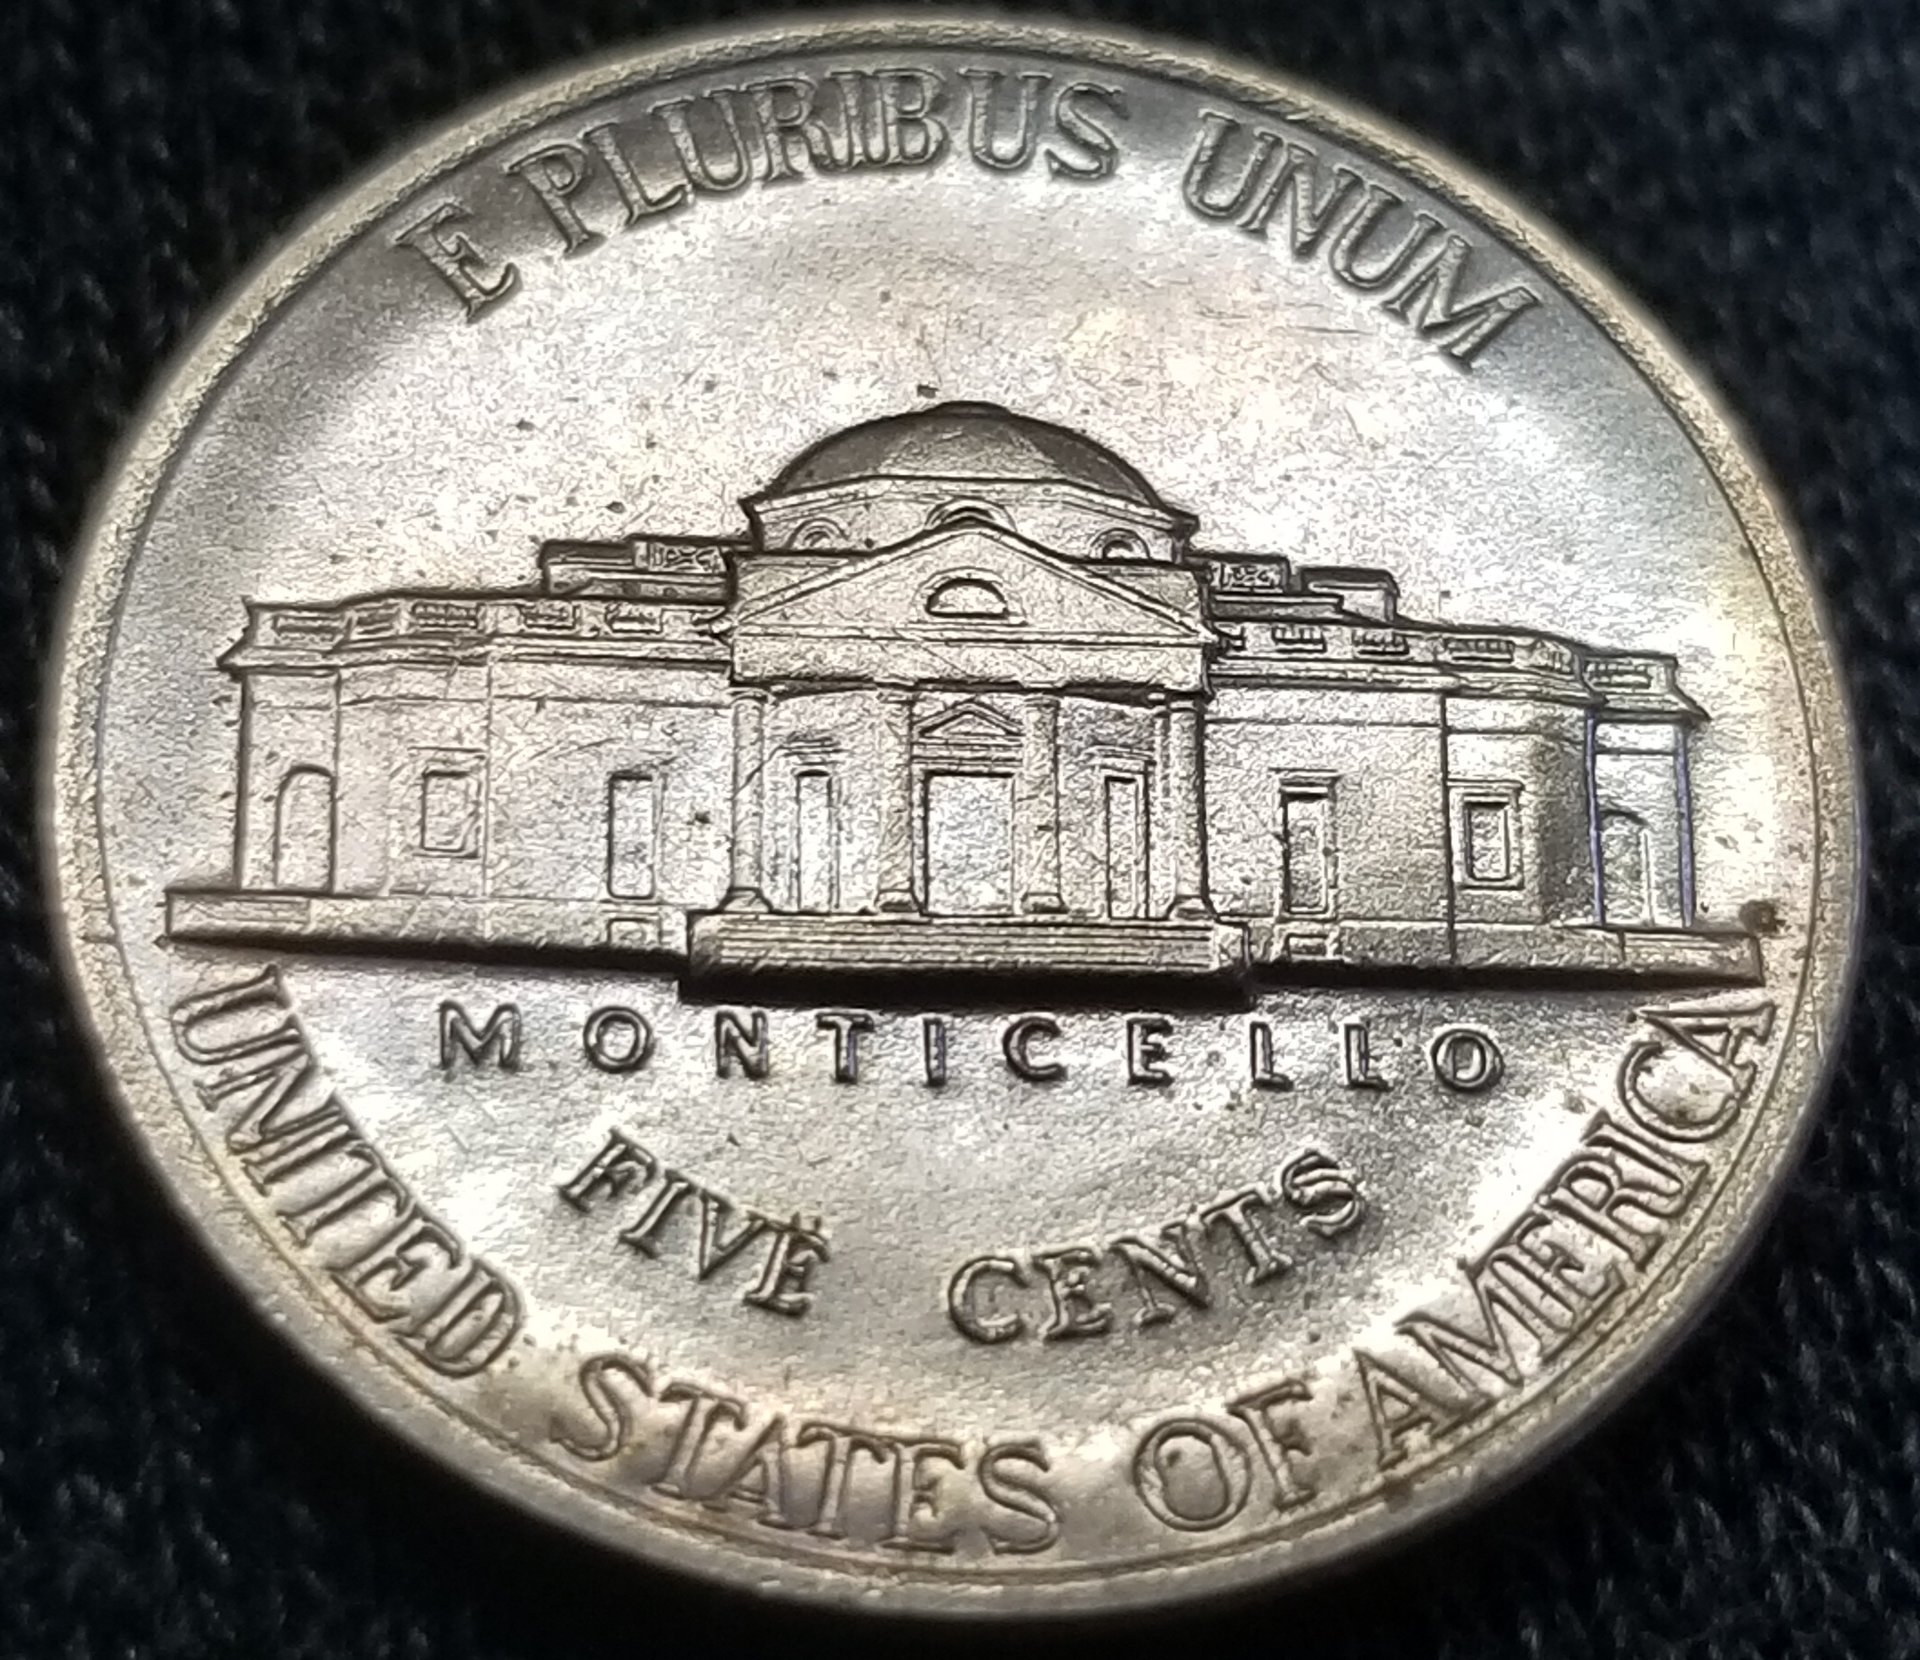 E PLURIBUS UNUM
MONTICELLO
FIVE CENTS
UNITED STATES OF AMERICA